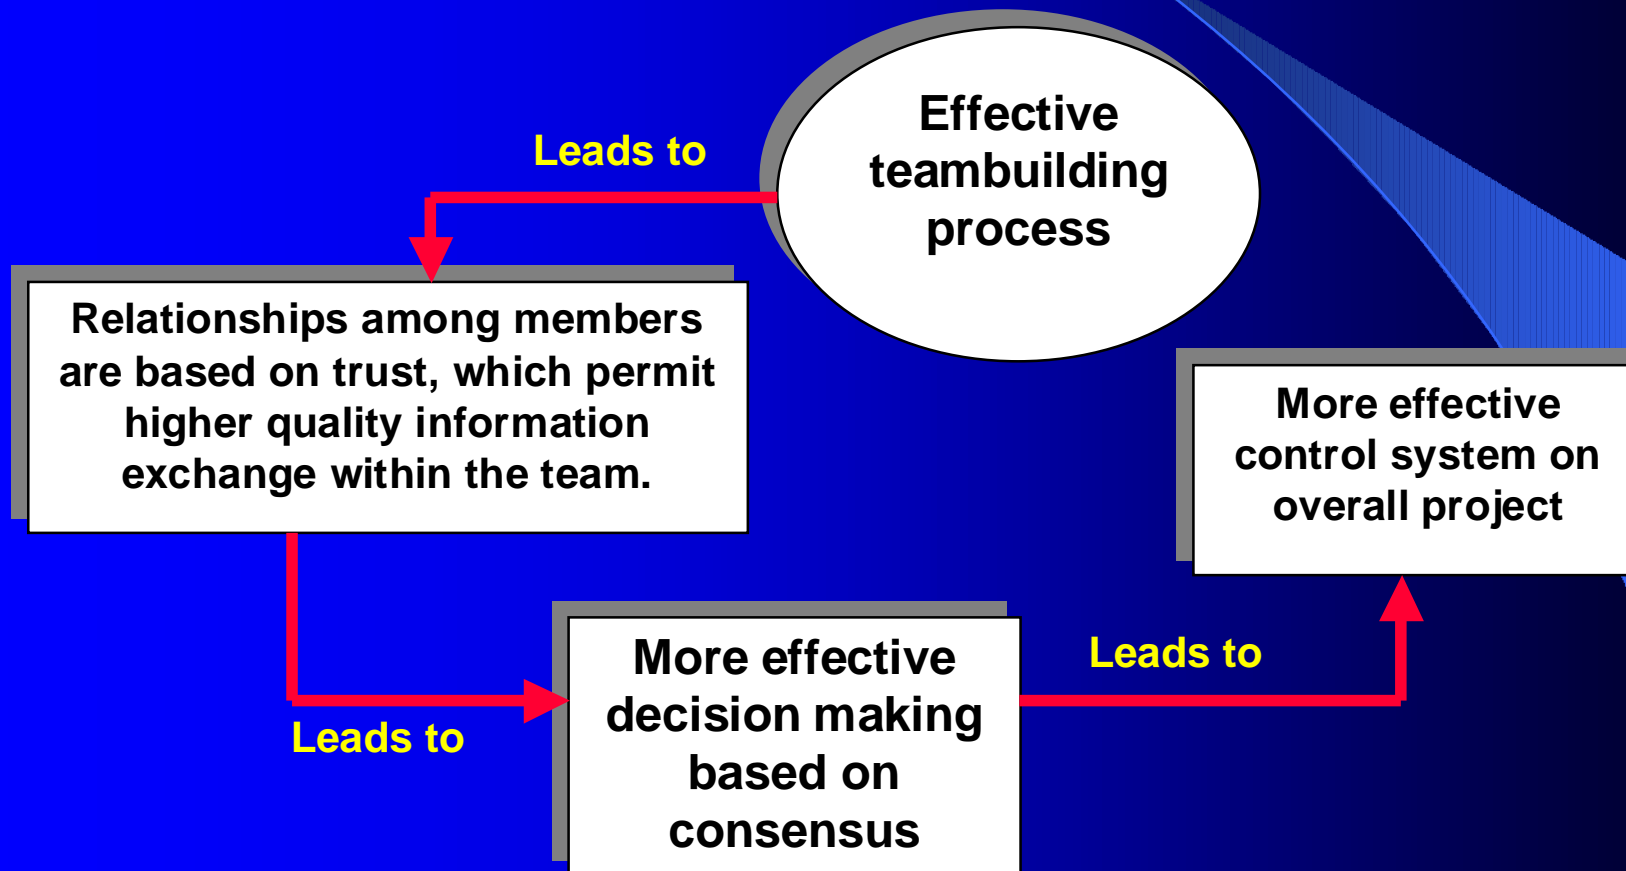 Effective
teambuilding
process
Leads to
Relationships among members
are based on trust, which permit
higher quality information
exchange within the team.
Leads to
More effective
decision making
based on
consensus
Leads to
More effective
control system on
overall project